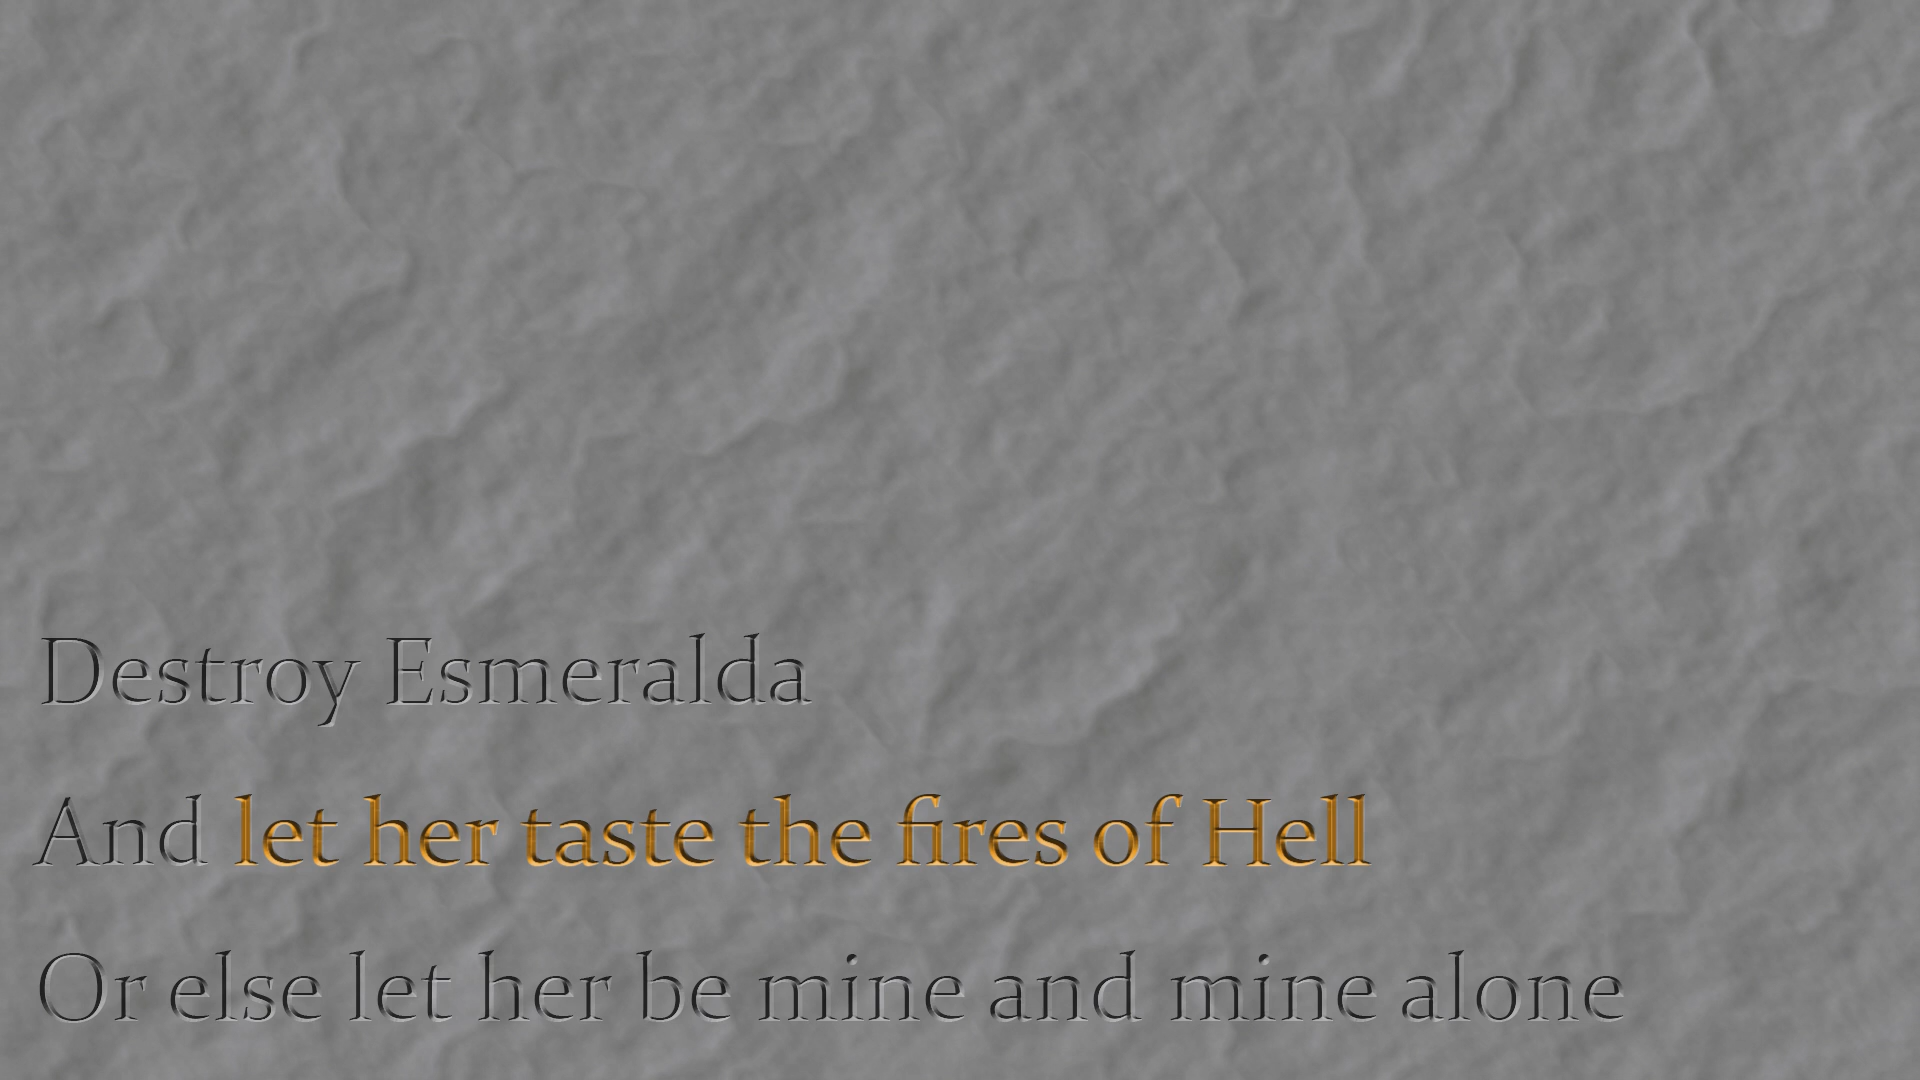 Destroy Esmeralda
And let her taste the fires of Hell
Or else let her be mine and mine alone